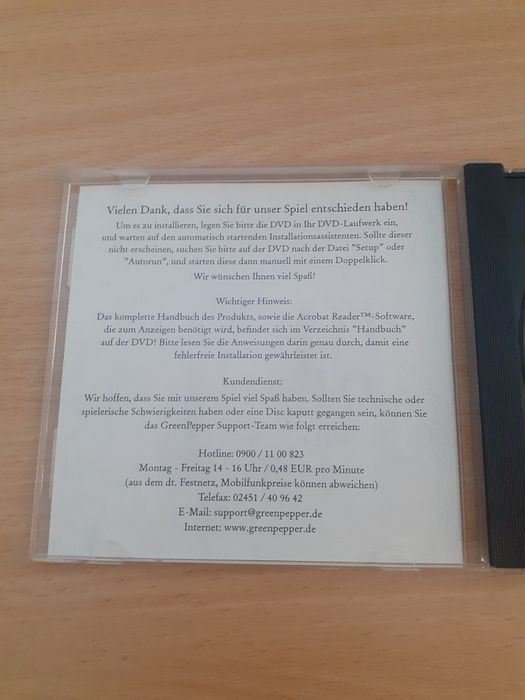 Vielen Dank, dass Sie sich für unser Spiel entschieden haben!
Um es zu installieren, legen Sie bitte die DVD in Ihr DVD-Laufwerk ein,
und warten auf den automatisch startenden Installationsassistenten. Sollte dieser
nicht erscheinen, suchen Sie bitte auf der DVD nach der Datei "Setup" oder
"Autorun", und starten diese dann manuell mit einem Doppelklick.
Wir wünschen Ihnen viel Spaß!
Wichtiger Hinweis:
Das komplette Handbuch des Produkts, sowie die Acrobat Reader™-Software,
die zum Anzeigen benötigt wird, befindet sich im Verzeichnis "Handbuch"
auf der DVD! Bitte lesen Sie die Anweisungen darin genau durch, damit eine
fehlerfreie Installation gewährleistet ist.
Kundendienst:
Wir hoffen, dass Sie mit unserem Spiel viel Spaß haben. Sollten Sie technische oder
spielerische Schwierigkeiten haben oder eine Disc kaputt gegangen sein, können Sie
das GreenPepper Support-Team wie folgt erreichen:
Hotline: 0900 / 11 00 823
Montag - Freitag 14 - 16 Uhr / 0,48 EUR pro Minute
(aus dem dt. Festnetz, Mobilfunkpreise können abweichen)
Telefax: 02451 / 40 96 42
E-Mail: support@greenpepper.de
Internet: www.greenpepper.de